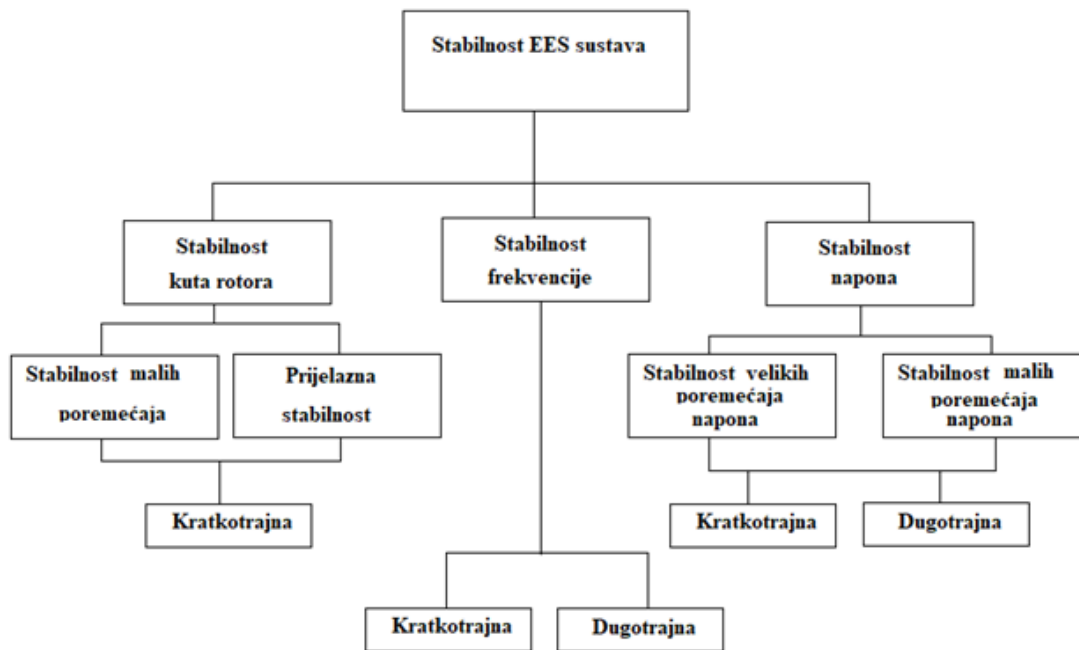 Stabilnost EES sustava
Stabilnost
kuta rotora
Stabilnost
frekvencije
Stabilnost
napona
Stabilnost malih
poremećaja
Prijelazna
stabilnost
Stabilnost velikih
poremećaja
napona
Stabilnost malih
poremećaja
napona
Kratkotrajna
Kratkotrajna
Dugotrajna
Kratkotrajna
Dugotrajna